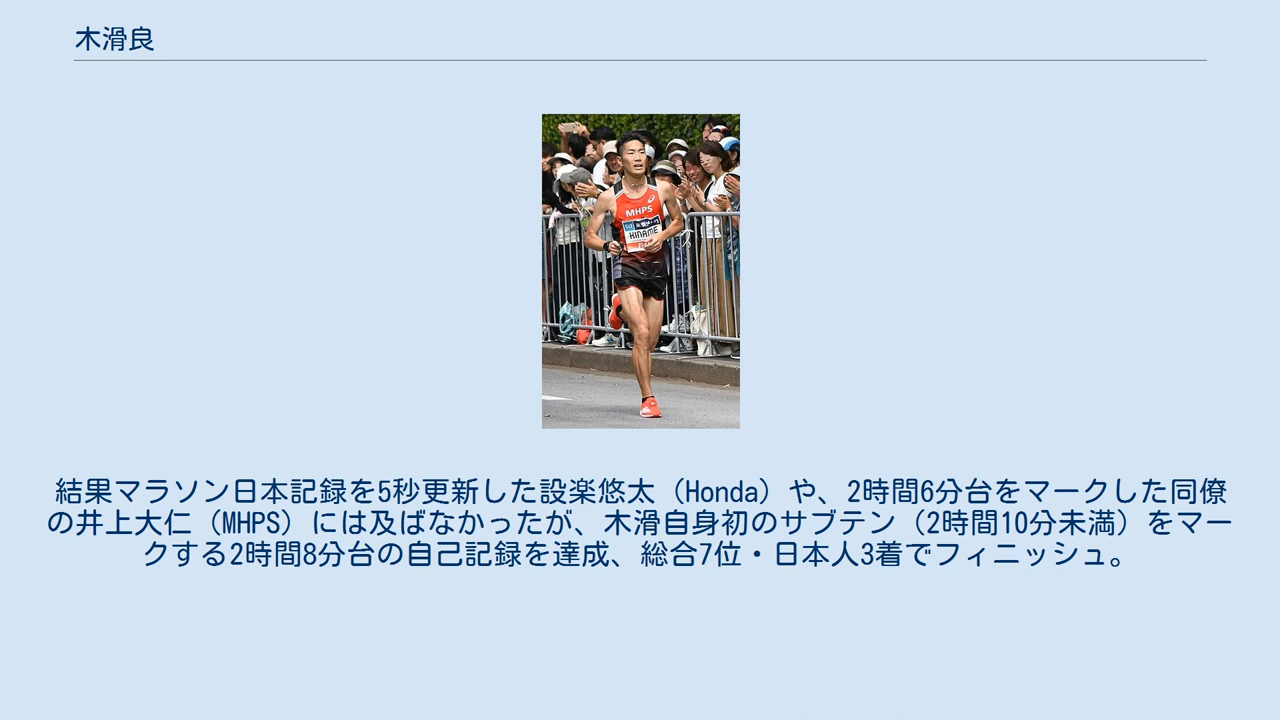 木滑良
MHPS
KINAME
結果マラソン日本記録を5秒更新した設楽悠太（Honda）や、2時間6分台をマークした同僚
の井上大仁（MHPS）には及ばなかったが、木滑自身初のサブテン（2時間10分未満）をマー
クする2時間8分台の自己記録を達成、総合7位・日本人3着でフィニッシュ。